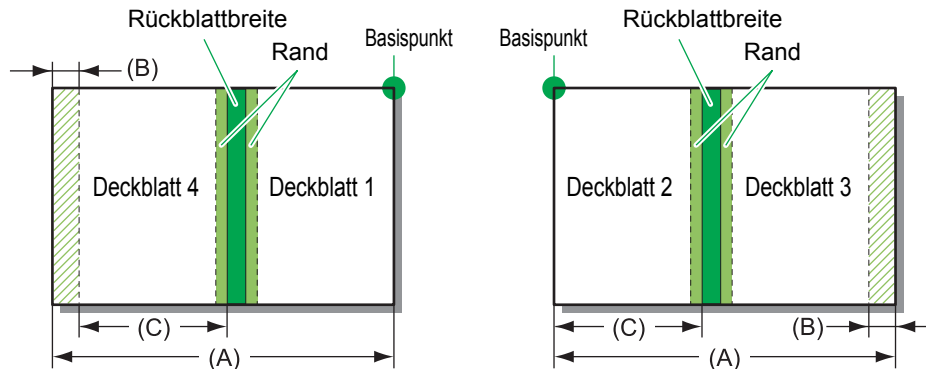 Rückblattbreite
Rand
Basispunkt
(B)
Deckblatt 4
Deckblatt 1
(C)
(A)
Rückblattbreite
Basispunkt
Rand
Deckblatt 2
Deckblatt 3
(C)
(B)
(A)